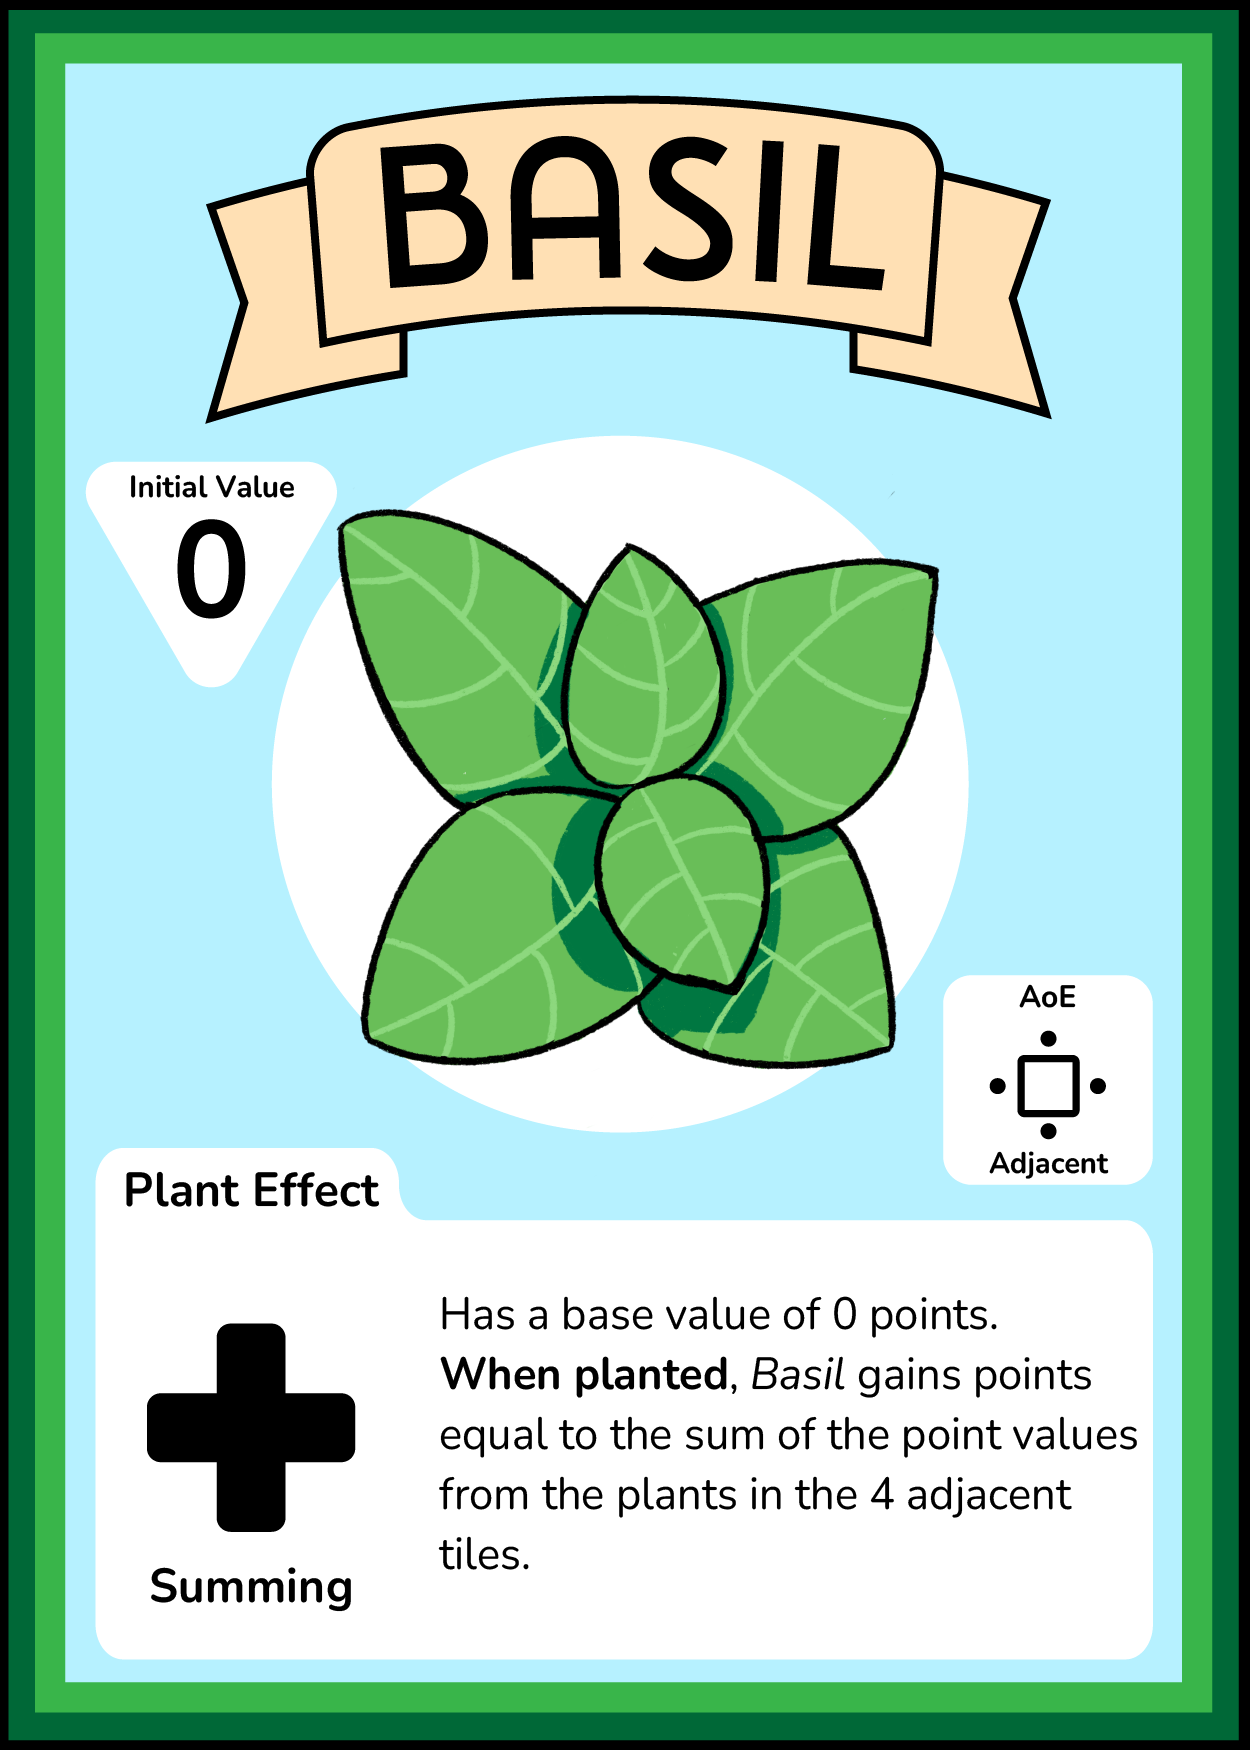 BASIL
Initial Value
0
AoE
Adjacent
Plant Effect
Summing
Has a base value of 0 points.
When planted, Basil gains points
equal to the sum of the point values
from the plants in the 4 adjacent
tiles.